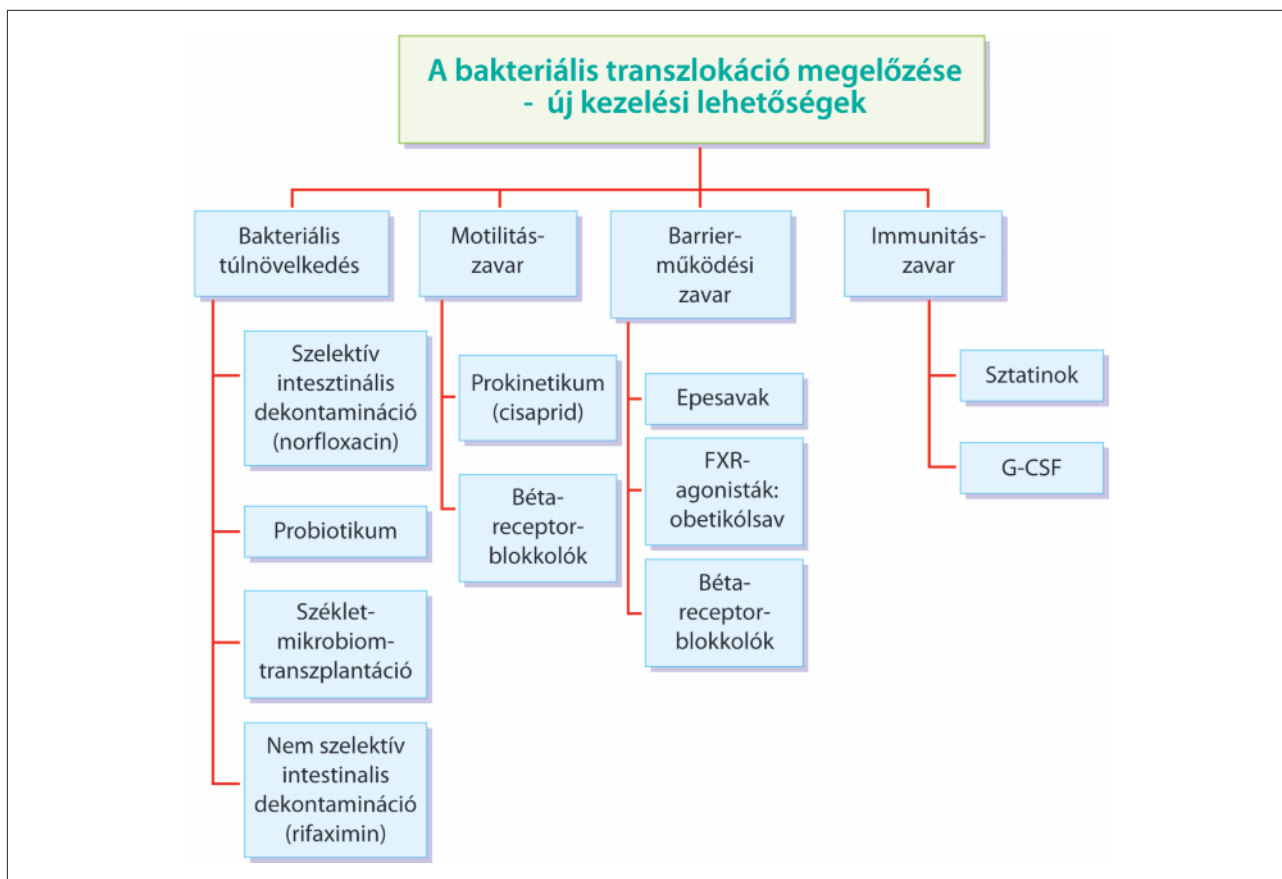 A bakteriális transzlokáció megelőzése
- új kezelési lehetőségek
Bakteriális
túlnövelkedés
Szelektív
intesztinális
dekontamináció
(norfloxacin)
Probiotikum
Széklet-
mikrobiom-
transzplantáció
Nem szelektív
intestinalis
dekontamináció
(rifaximin)
Motilitás-
zavar
Prokinetikum
(cisaprid)
Béta-
receptor-
blokkolók
Barrier-
működési
zavar
Epesavak
FXR-
agonisták:
obetikólsav
Béta-
receptor-
blokkolók
Immunitás-
zavar
Sztatinok
G-CSF